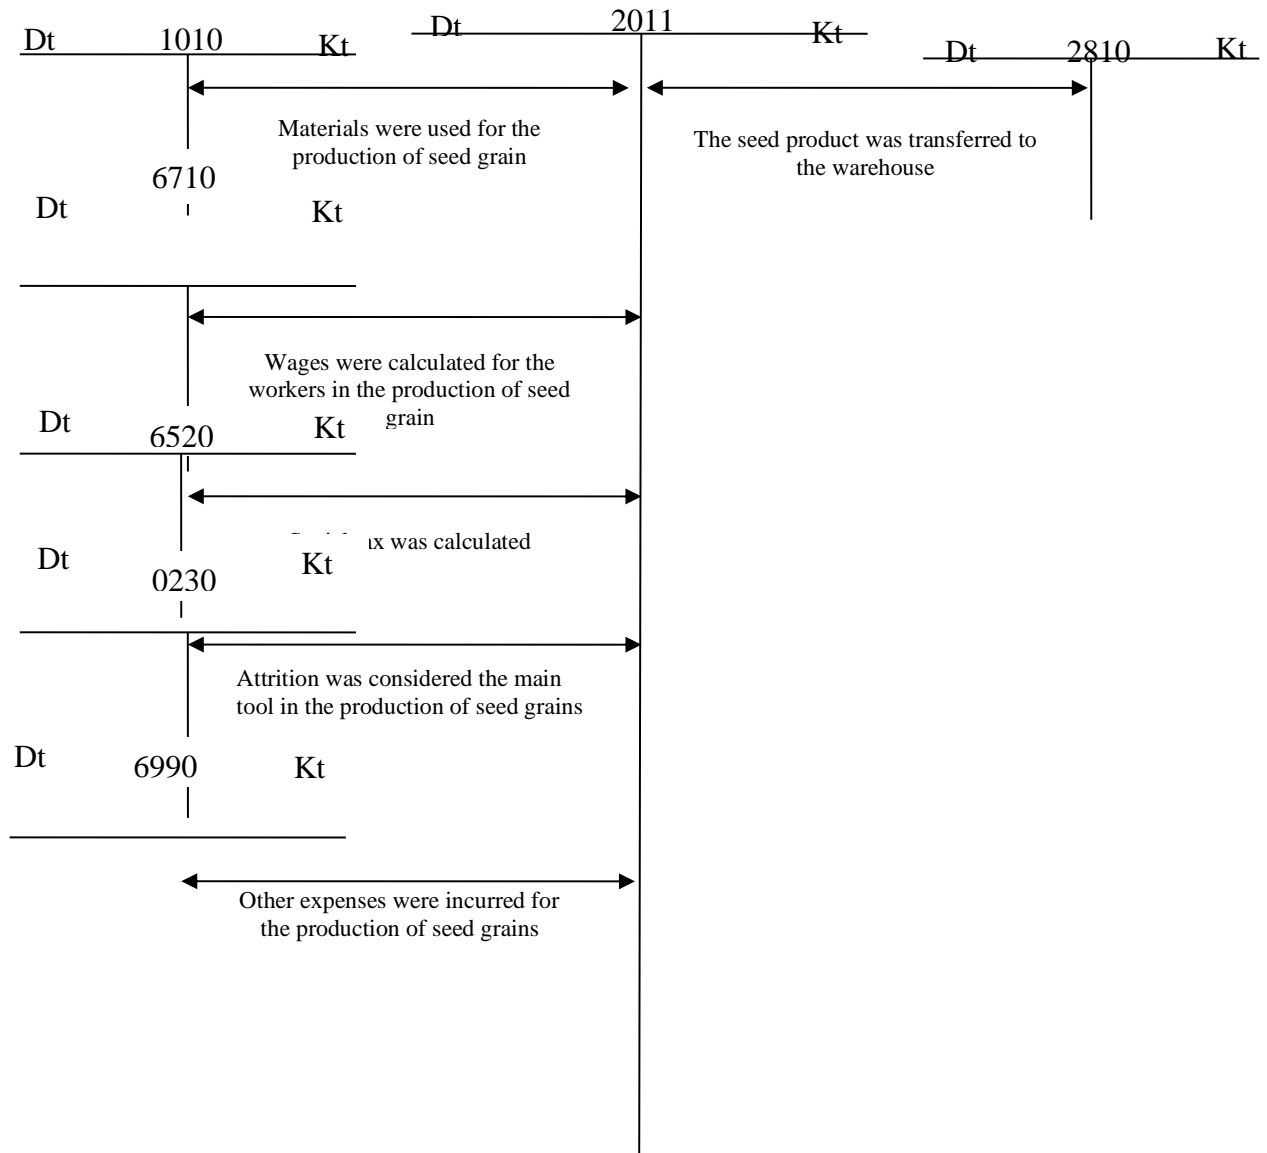 Dt 1010 Kt
Dt 2011 Kt
Dt 2810 Kt
Materials were used for the
production of seed grain
The seed product was transferred to
the warehouse
6710
Dt Kt
Wages were calculated for the
workers in the production of seed
grain
Dt 6520 Kt
was calculated
Dt 0230 Kt
Attrition was considered the main
tool in the production of seed grains
Dt 6990 Kt
Other expenses were incurred for
the production of seed grains